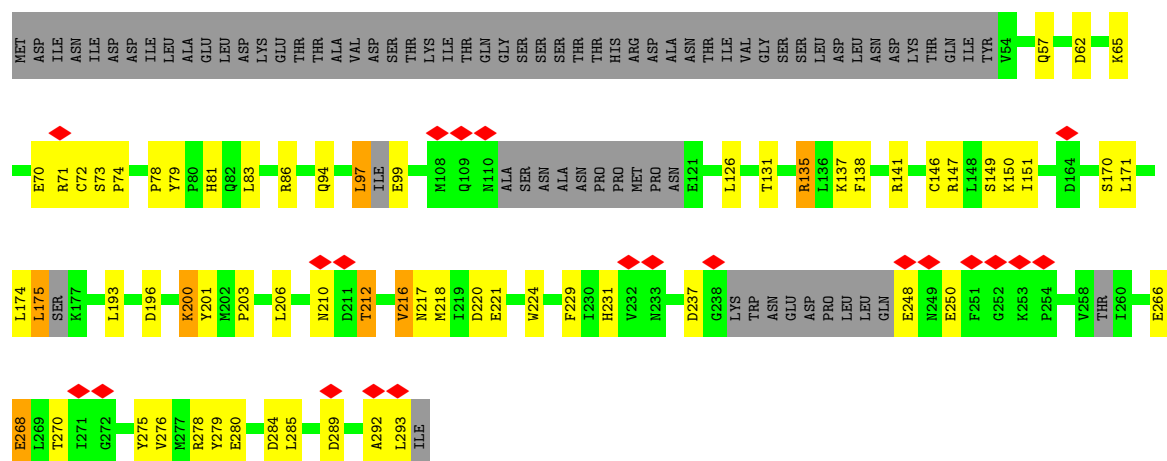 MET ASP ILE ASN ILE ASP ASP ILE LEU ALA GLU LEU ASP LYS GLU THR THR ALA VAL ASP SER THR LYS ILE THR GLN GLY SER SER SER THR THR HIS ARG ASP ALA ASN THR ILE VAL GLY SER SER LEU ASP LEU ASN ASP LYS THR GLN ILE TYR V54 Q57 D62 K65
E70 R71 C72 S73 P74 P78 Y79 P80 H81 Q82 L83 R86 Q94 L97 ILE E99 M108 Q109 N110 ALA SER ASN ALA ASN PRO PRO MET PRO ASN E121 L126 T131 R135 L136 K137 F138 R141 C146 R147 L148 S149 K150 I151 D164 S170 L171
L174 L175 SER K177 L193 D196 K200 Y201 M202 P203 L206 N210 D211 T212 V216 N217 M218 I219 D220 E221 W224 F229 I230 H231 V232 N233 D237 G238 LYS TRP ASN GLU ASP PRO LEU LEU GLN E248 N249 E250 F251 G252 K253 P254 V258 THR I260 E266
E268 L269 T270 I271 G272 Y275 V276 M277 R278 Y279 E280 D284 L285 D289 A292 L293 ILE